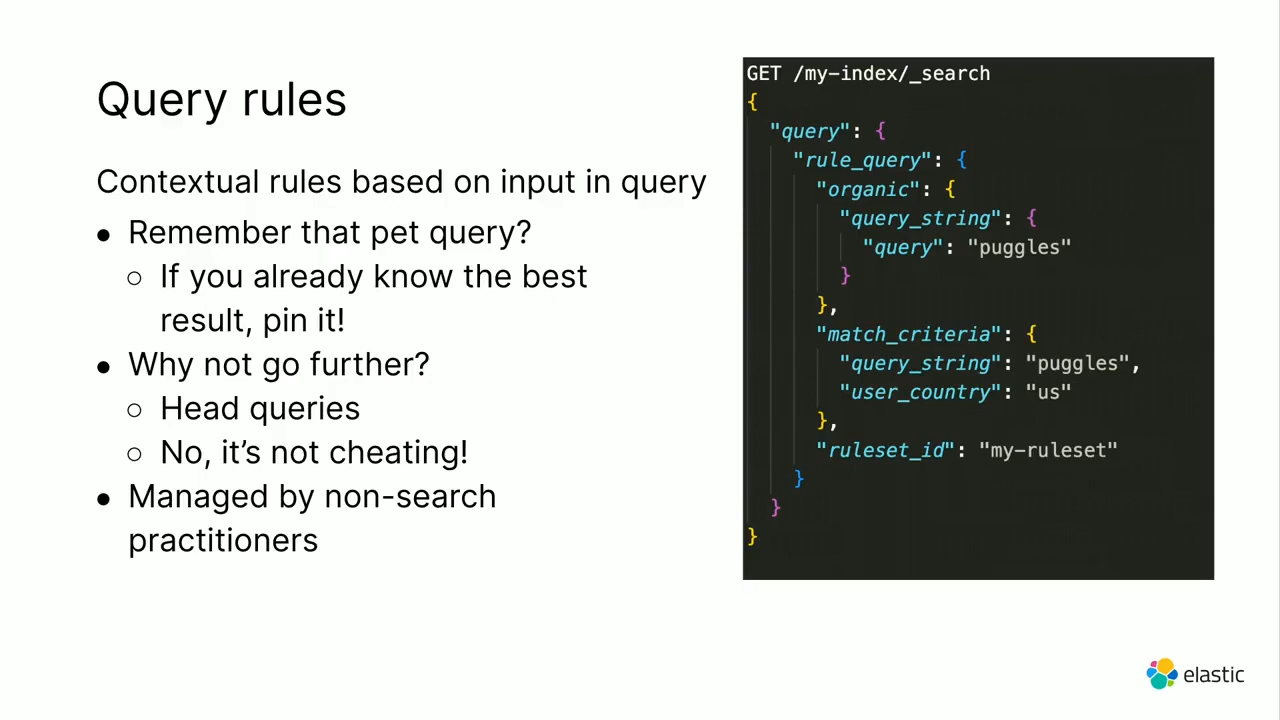 Query rules
Contextual rules based on input in query
● Remember that pet query?
○ If you already know the best
result, pin it!
● Why not go further?
○ Head queries
○ No, it’s not cheating!
● Managed by non-search
practitioners
GET /my-index/_search
{
"query": {
"rule_query": {
"organic": {
"query_string": {
"query": "puggles"
}
},
"match_criteria": {
"query_string": "puggles",
"user_country": "us"
},
"ruleset_id": "my-ruleset"
}
}
}
elastic